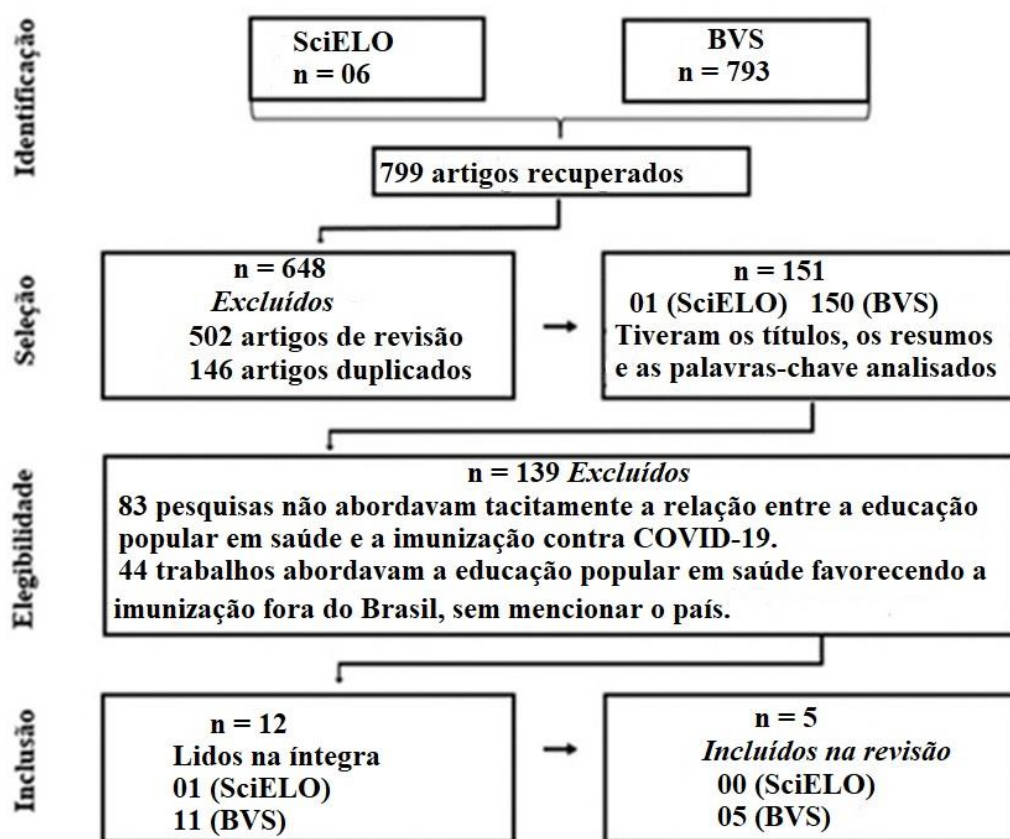 Identificação
SciELO
n = 06
BVS
n = 793
799 artigos recuperados
Seleção
n = 648
Excluídos
502 artigos de revisão
146 artigos duplicados
n = 151
01 (SciELO) 150 (BVS)
Tiveram os títulos, os resumos
e as palavras-chave analisados
Elegibilidade
n = 139 Excluídos
83 pesquisas não abordavam tacitamente a relação entre a educação
popular em saúde e a imunização contra COVID-19.
44 trabalhos abordavam a educação popular em saúde favorecendo a
imunização fora do Brasil, sem mencionar o país.
Inclusão
n = 12
Lidos na íntegra
01 (SciELO)
11 (BVS)
n = 5
Incluídos na revisão
00 (SciELO)
05 (BVS)